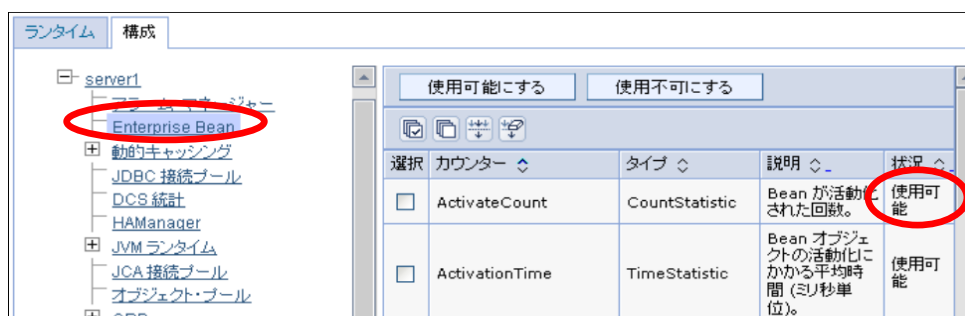 ランタイム 構成
server1
アラーム・マネージャー
Enterprise Bean
動的キャッシング
JDBC 接続プール
DCS 統計
HAManager
JVM ランタイム
JCA 接続プール
オブジェクト・プール
使用可能にする 使用不可にする
選択 カウンター タイプ 説明 状況
ActivateCount CountStatistic Bean が活動化
された回数。
使用可
能
ActivationTime TimeStatistic Bean オブジェ
クトの活動化に
かかる平均時
間 (ミリ秒単
位)。
使用可
能